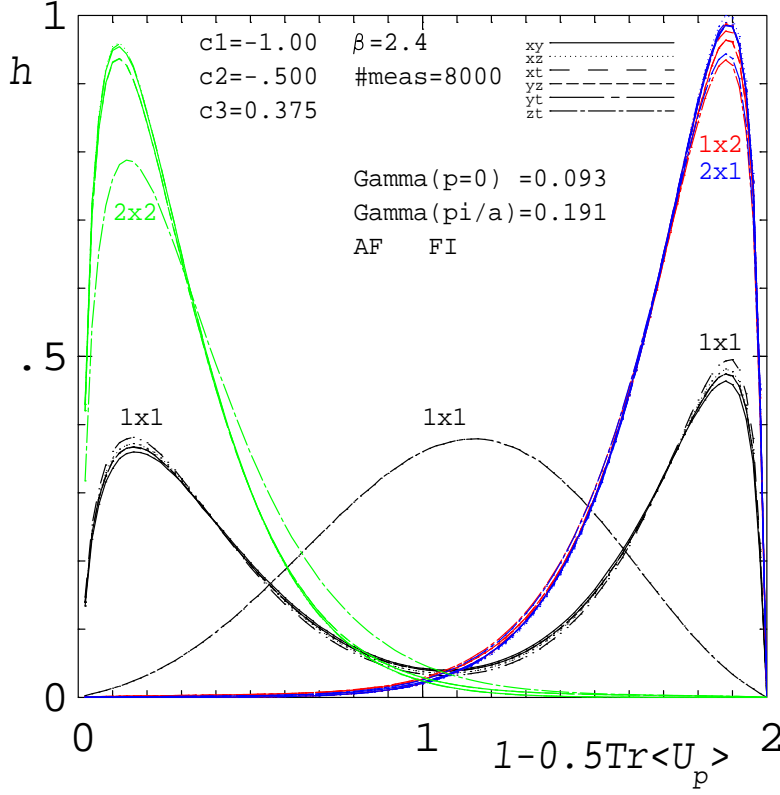 1
h
c1=-1.00 β=2.4
c2=-.500 #meas=8000
c3=0.375
xy
xz
xt
yz
yt
zt
1x2
2x1
Gamma(p=0) =0.093
Gamma(pi/a)=0.191
AF FI
2x2
.5
1x1
1x1
1x1
0
0 1 2
1-0.5Tr<U_p>